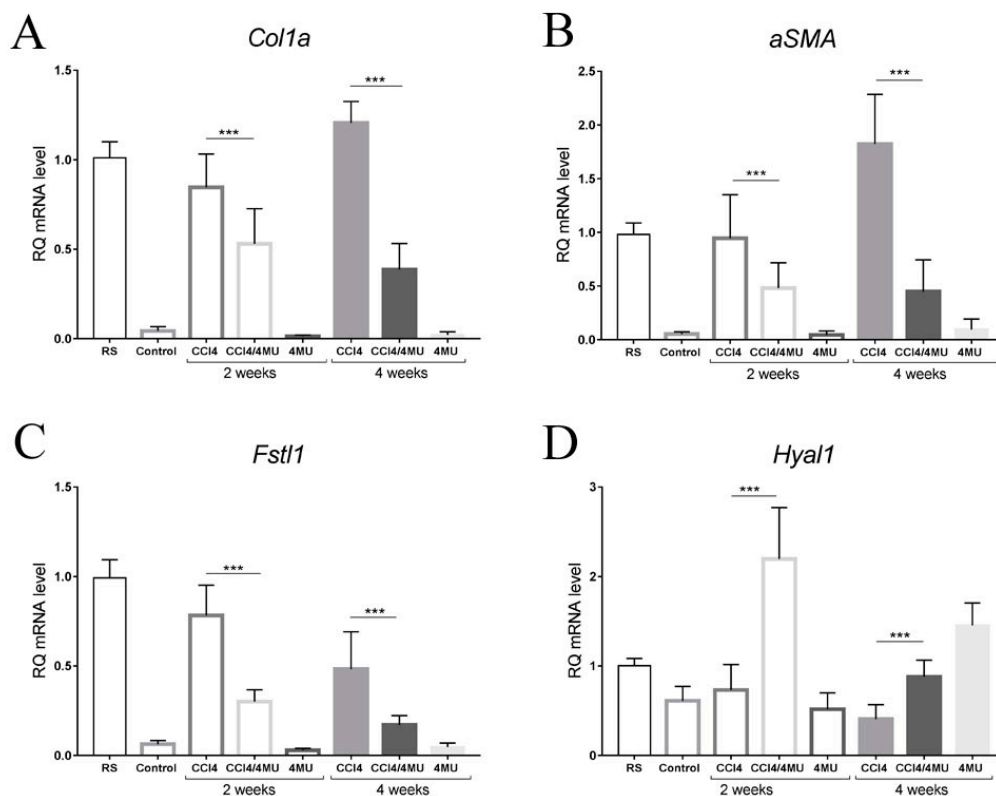 A
Col1a
RQ mRNA level
1.5
1.0
0.5
0.0
***
***
RS Control CCl4 CCl4/4MU 4MU CCl4 CCl4/4MU 4MU
2 weeks 4 weeks
B
aSMA
RQ mRNA level
2.5
2.0
1.5
1.0
0.5
0.0
***
***
RS Control CCl4 CCl4/4MU 4MU CCl4 CCl4/4MU 4MU
2 weeks 4 weeks
C
Fstl1
RQ mRNA level
1.5
1.0
0.5
0.0
***
***
RS Control CCl4 CCl4/4MU 4MU CCl4 CCl4/4MU 4MU
2 weeks 4 weeks
D
Hyal1
RQ mRNA level
3
2
1
0
***
***
RS Control CCl4 CCl4/4MU 4MU CCl4 CCl4/4MU 4MU
2 weeks 4 weeks